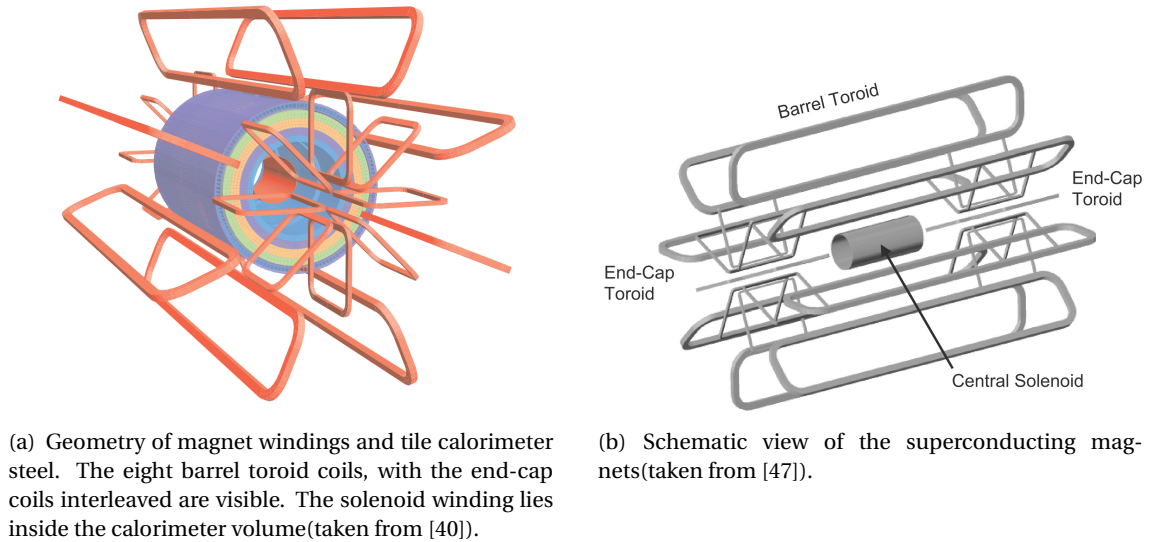 Barrel Toroid
End-Cap
Toroid
End-Cap
Toroid
Central Solenoid
(a) Geometry of magnet windings and tile calorimeter
steel. The eight barrel toroid coils, with the end-cap
coils interleaved are visible. The solenoid winding lies
inside the calorimeter volume(taken from [40]).
(b) Schematic view of the superconducting mag-
nets(taken from [47]).